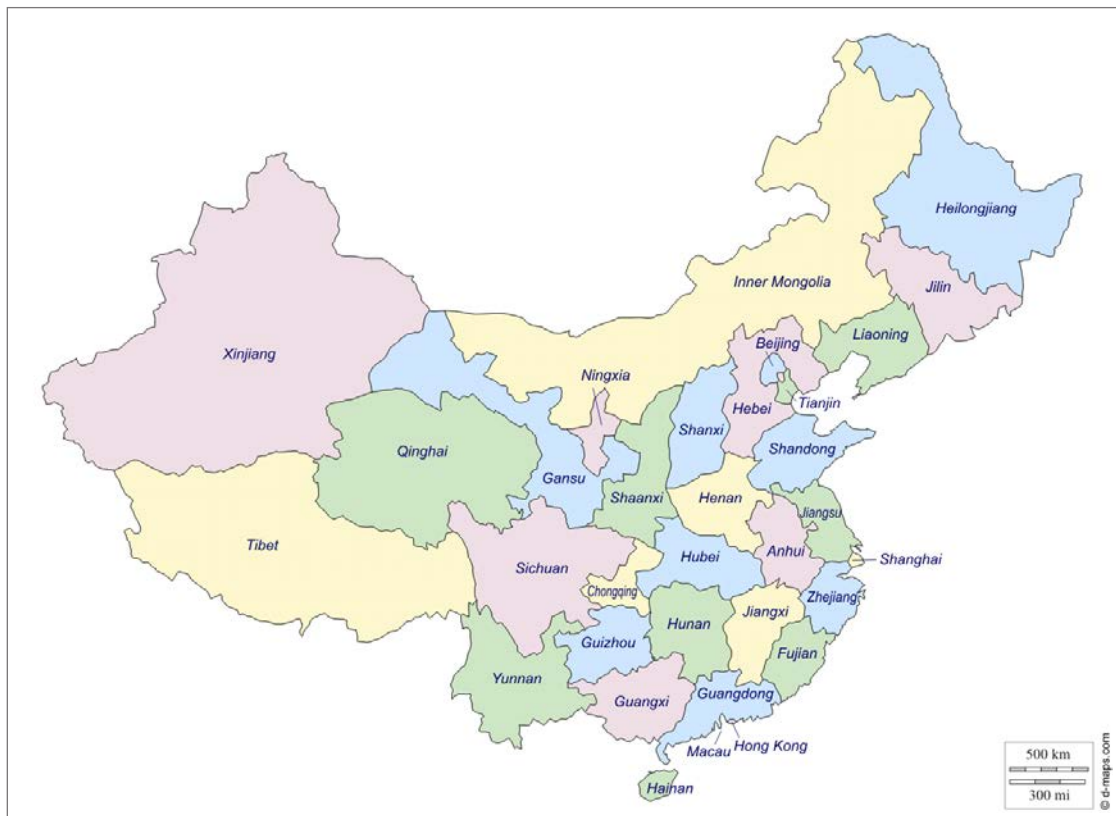 Heilongjiang
Inner Mongolia
Jilin
Liaoning
Beijing
Xinjiang
Ningxia
Tianjin
Hebei
Shanxi
Shandong
Qinghai
Gansu
Shaanxi
Henan
Jiangsu
Tibet
Sichuan
Hubei
Anhui
Shanghai
Chongqing
Zhejiang
Jiangxi
Hunan
Guizhou
Fujian
Yunnan
Guangxi
Guangdong
Macau
Hong Kong
Hainan
500 km
300 mi
© d-maps.com